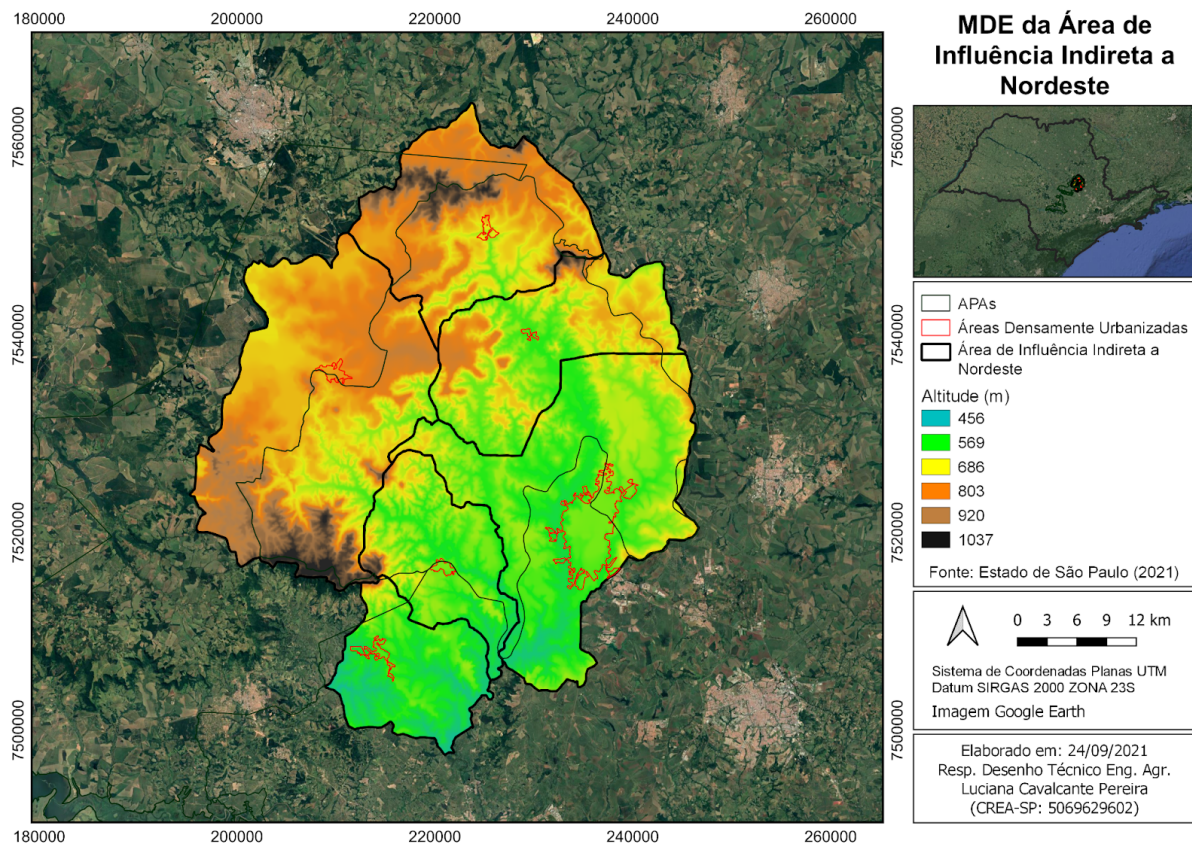 180000
200000
220000
240000
260000
7560000
7540000
7520000
7500000
7560000
7540000
7520000
7500000
180000
200000
220000
240000
260000
MDE da Área de
Influência Indireta a
Nordeste
APAs
Áreas Densamente Urbanizadas
Área de Influência Indireta a
Nordeste
Altitude (m)
456
569
686
803
920
1037
Fonte: Estado de São Paulo (2021)
0 3 6 9 12 km
Sistema de Coordenadas Planas UTM
Datum SIRGAS 2000 ZONA 23S
Imagem Google Earth
Elaborado em: 24/09/2021
Resp. Desenho Técnico Eng. Agr.
Luciana Cavalcante Pereira
(CREA-SP: 5069629602)